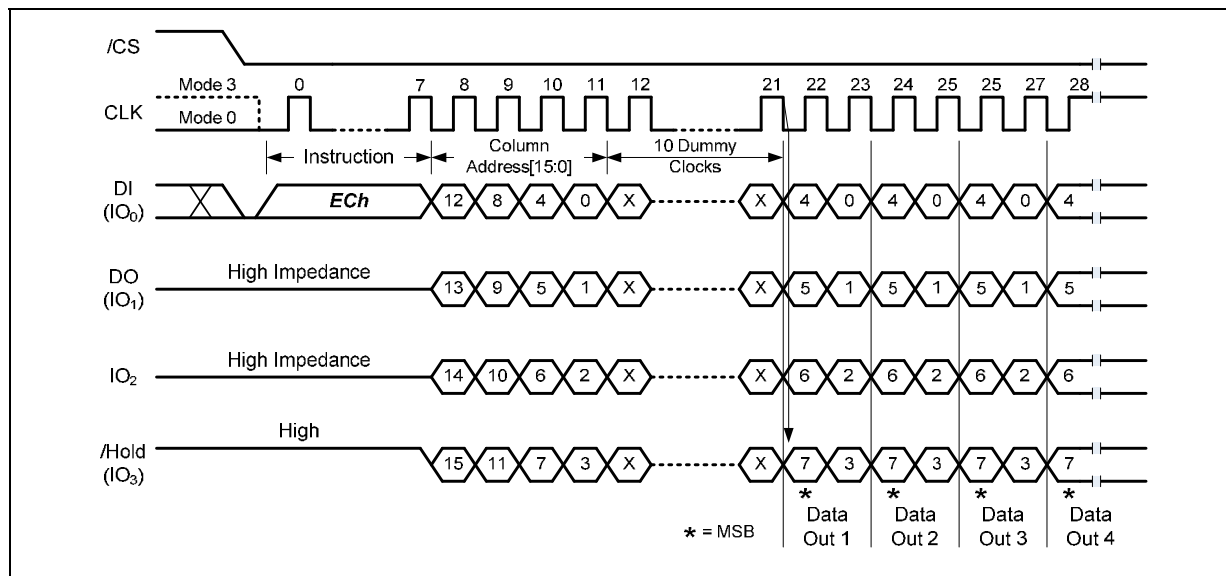 /CS
Mode 3 0 7 8 9 10 11 12 21 22 23 24 25 25 27 28
CLK
Mode 0
Instruction Column Address[15:0] 10 Dummy Clocks
DI (IO0) ECh 12 8 4 0 X X 4 0 4 0 4 0 4
DO (IO1) High Impedance 13 9 5 1 X X 5 1 5 1 5 1 5
IO2 High Impedance 14 10 6 2 X X 6 2 6 2 6 2 6
/Hold (IO3) High 15 11 7 3 X X 7 3 7 3 7 3 7
* * * *
* = MSB
Data Out 1 Data Out 2 Data Out 3 Data Out 4